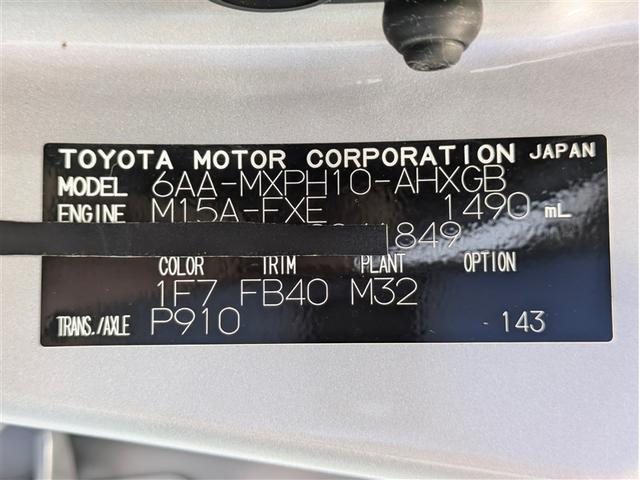 TOYOTA MOTOR CORPORATION JAPAN
MODEL 6AA-MXPH10-AHXGB
ENGINE M15A-FXE 1490 mL
1849
COLOR TRIM PLANT OPTION
1F7 FB40 M32
TRANS./AXLE P910 143